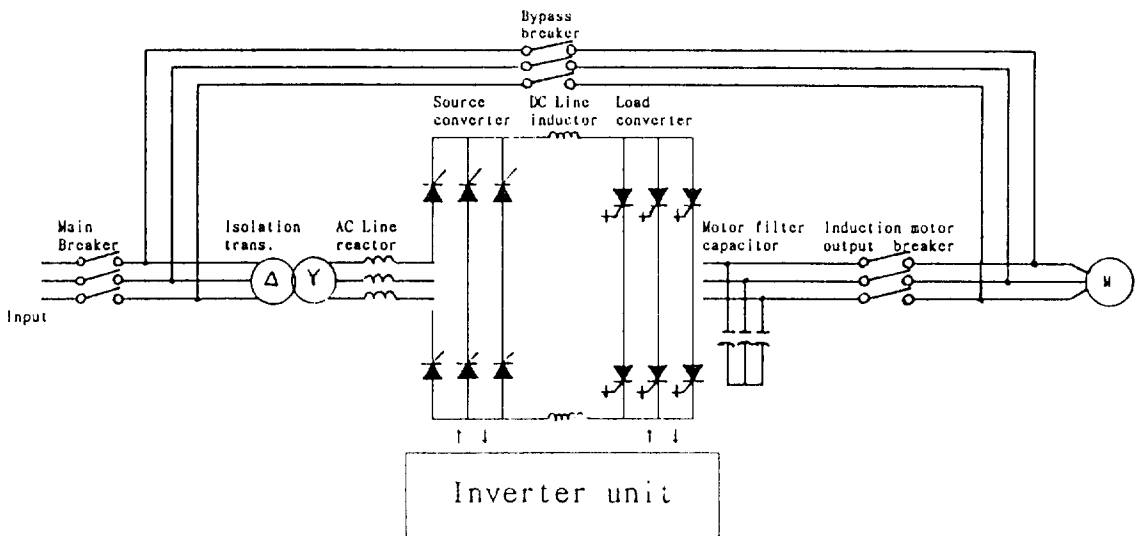 Bypass
breaker
Source
converter
DC Line
inductor
Load
converter
Main
Breaker
Isolation
trans.
AC Line
reactor
Motor filter
capacitor
Induction motor
output breaker
Δ
Y
M
Input
↑ ↓
↑ ↓
Inverter unit